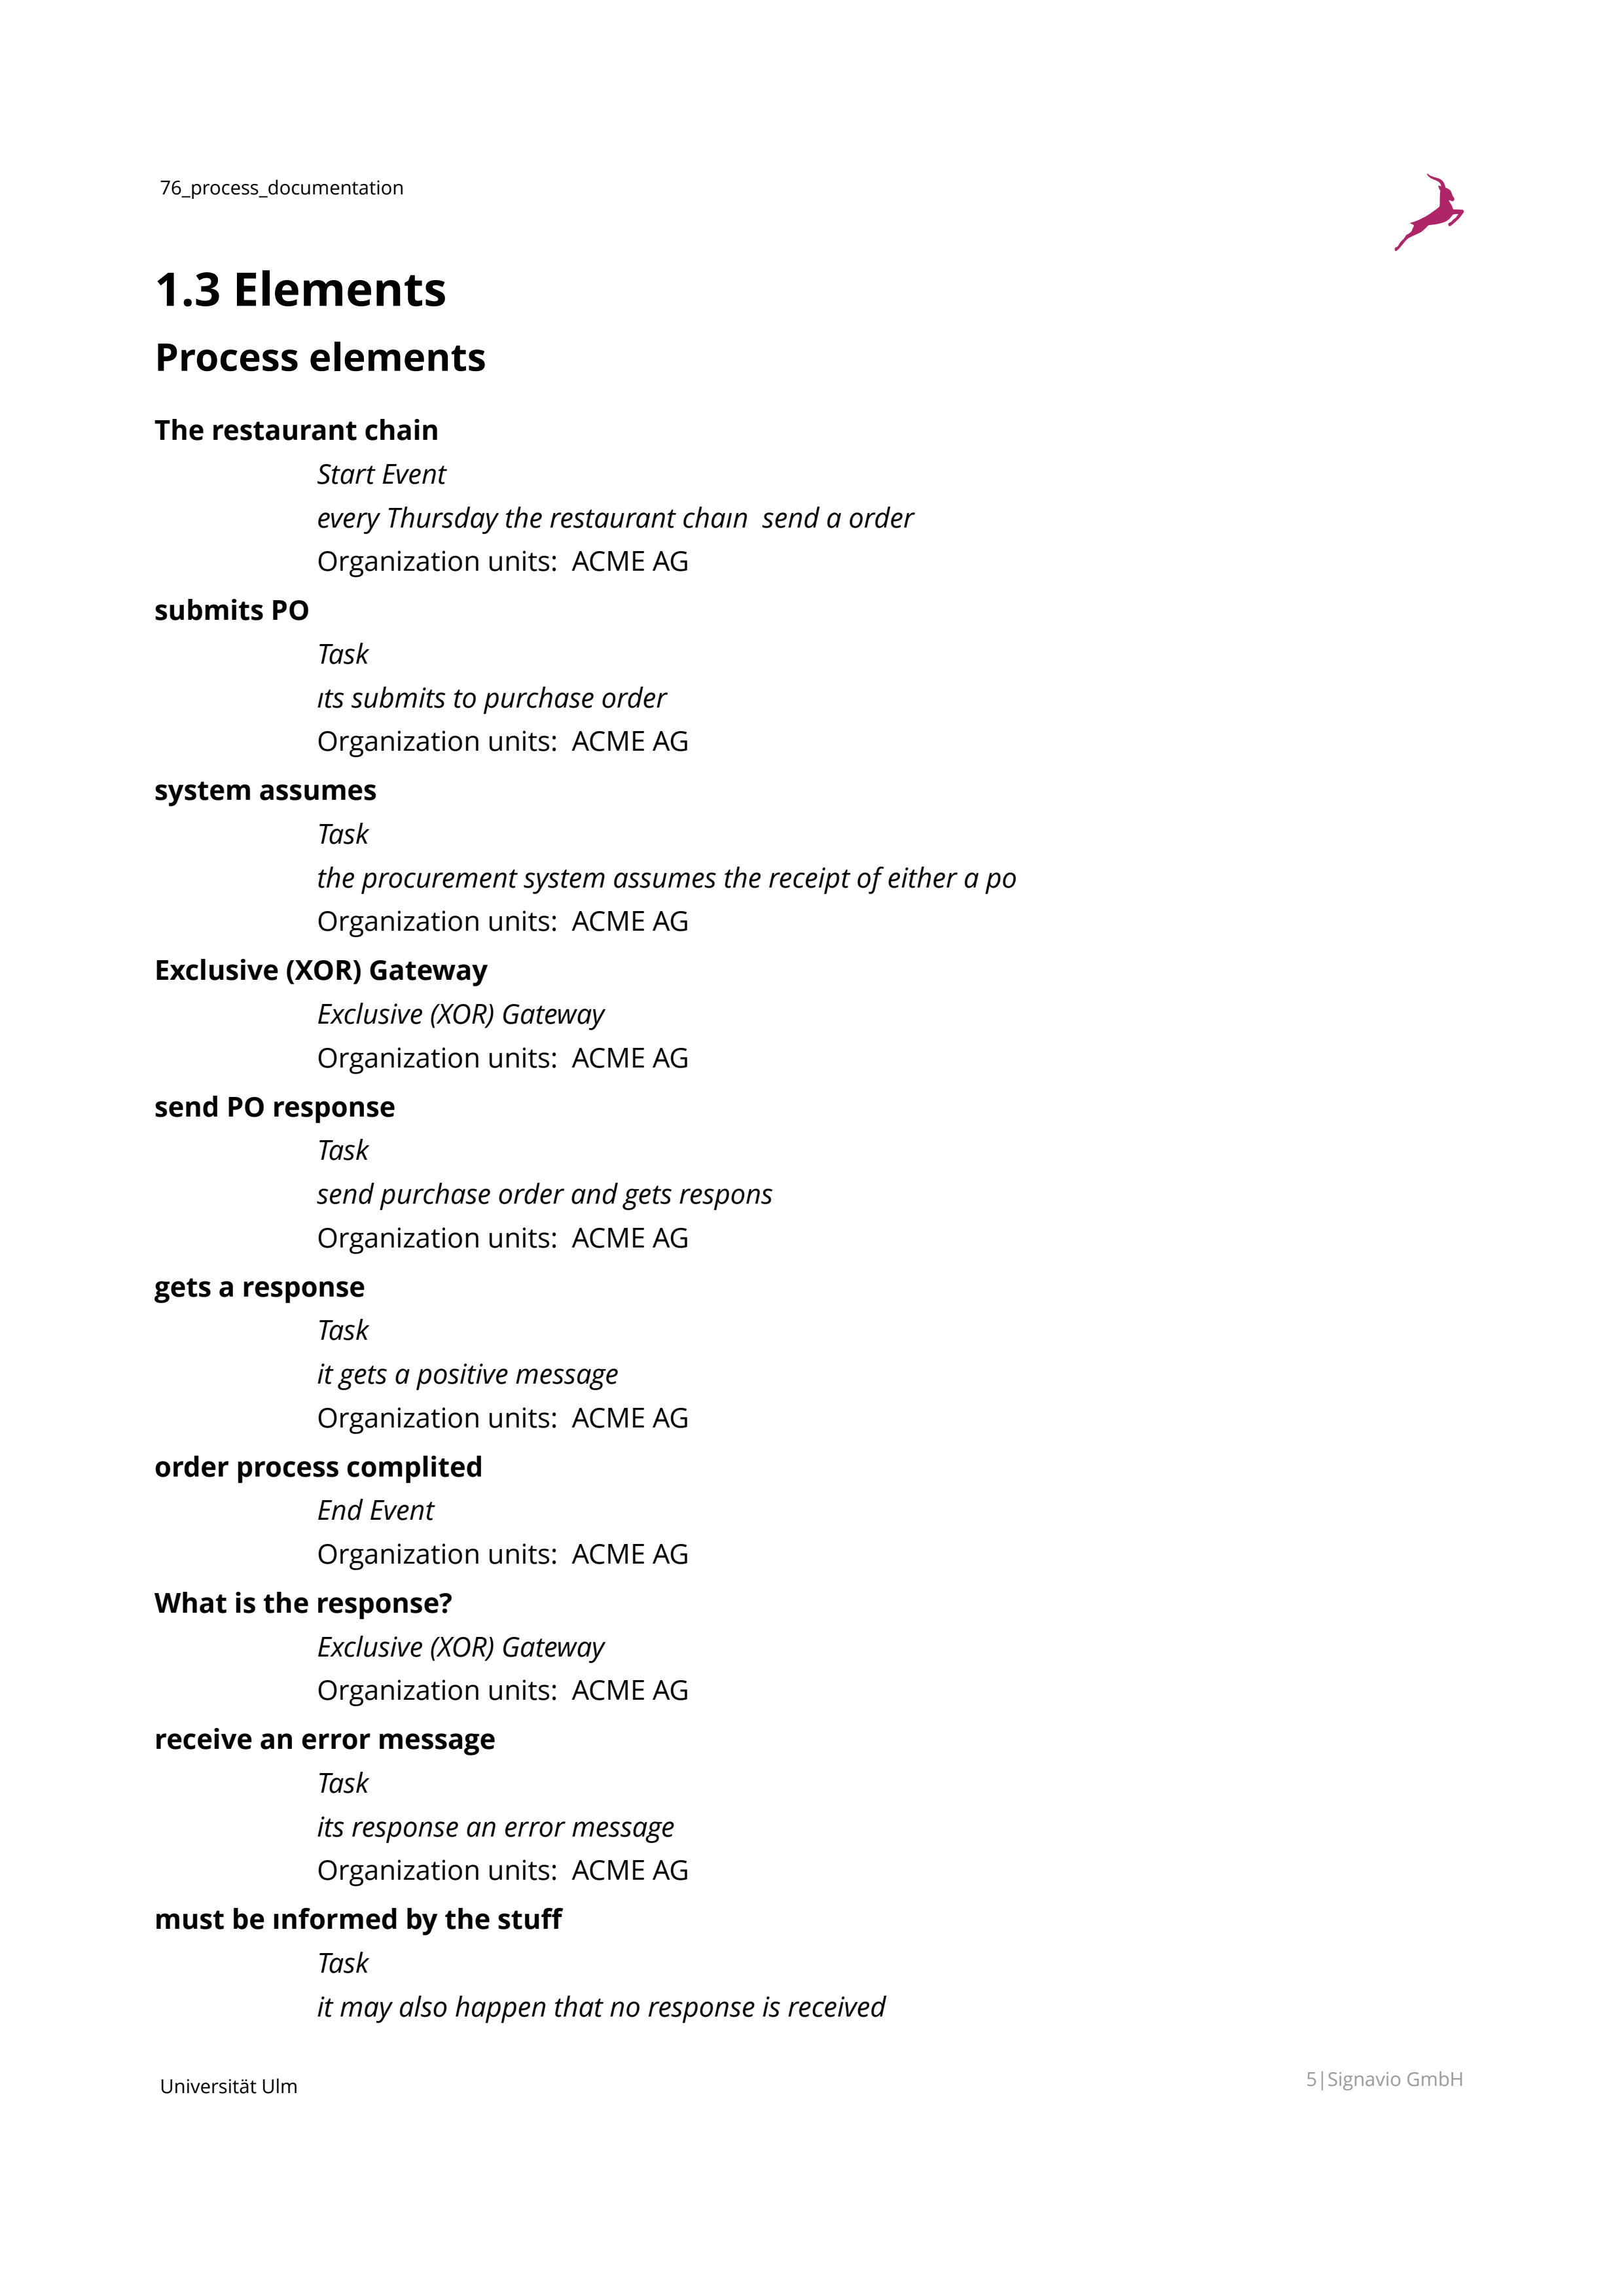 76_process_documentation
1.3 Elements
Process elements
The restaurant chain
Start Event
every Thursday the restaurant chaın  send a order
Organization units:  ACME AG
submits PO
Task
ıts submits to purchase order
Organization units:  ACME AG
system assumes
Task
the procurement system assumes the receipt of either a po
Organization units:  ACME AG
Exclusive (XOR) Gateway
Exclusive (XOR) Gateway
Organization units:  ACME AG
send PO response
Task
send purchase order and gets respons
Organization units:  ACME AG
gets a response
Task
it gets a positive message
Organization units:  ACME AG
order process complited
End Event
Organization units:  ACME AG
What is the response?
Exclusive (XOR) Gateway
Organization units:  ACME AG
receive an error message
Task
its response an error message
Organization units:  ACME AG
must be ınformed by the stuff
Task
it may also happen that no response is received
Universität Ulm
5|Signavio GmbH